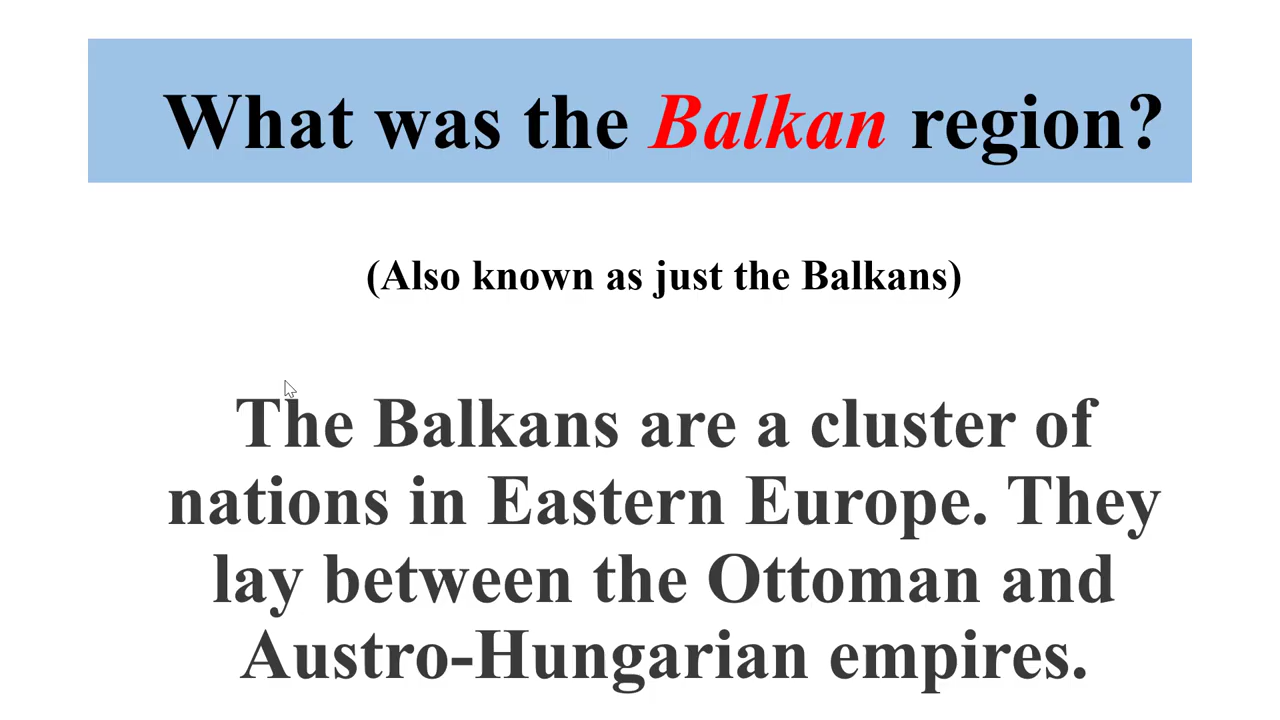 What was the Balkan region?
(Also known as just the Balkans)
The Balkans are a cluster of
nations in Eastern Europe. They
lay between the Ottoman and
Austro-Hungarian empires.